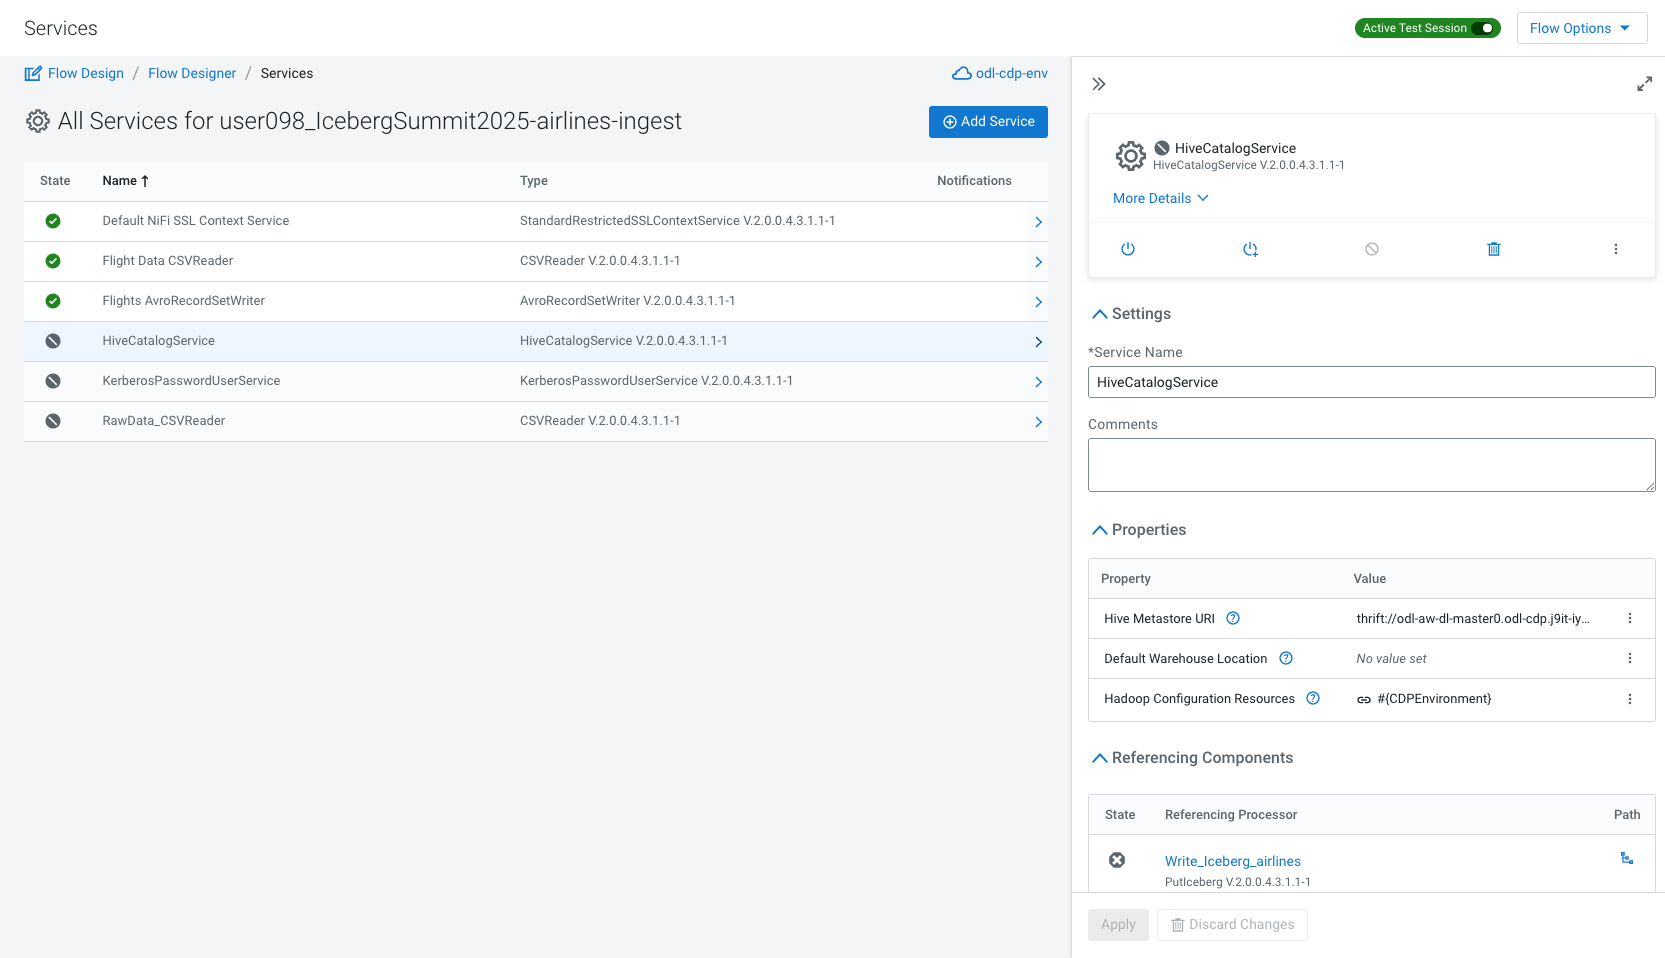 Services
Active Test Session
Flow Options
Flow Design / Flow Designer / Services
odl-cdp-env
All Services for user098_IcebergSummit2025-airlines-ingest
Add Service
State Name Type Notifications
Default NiFi SSL Context Service StandardRestrictedSSLContextService V.2.0.0.4.3.1.1-1
Flight Data CSVReader CSVReader V.2.0.0.4.3.1.1-1
Flights AvroRecordSetWriter AvroRecordSetWriter V.2.0.0.4.3.1.1-1
HiveCatalogService HiveCatalogService V.2.0.0.4.3.1.1-1
KerberosPasswordUserService KerberosPasswordUserService V.2.0.0.4.3.1.1-1
RawData_CSVReader CSVReader V.2.0.0.4.3.1.1-1
HiveCatalogService
HiveCatalogService V.2.0.0.4.3.1.1-1
More Details
Settings
*Service Name
HiveCatalogService
Comments
Properties
Property Value
Hive Metastore URI thrift://odl-aw-dl-master0.odl-cdp.j9it-iy...
Default Warehouse Location No value set
Hadoop Configuration Resources #{CDPEnvironment}
Referencing Components
State Referencing Processor Path
Write_Iceberg_airlines
PutIceberg V.2.0.0.4.3.1.1-1
Apply
Discard Changes